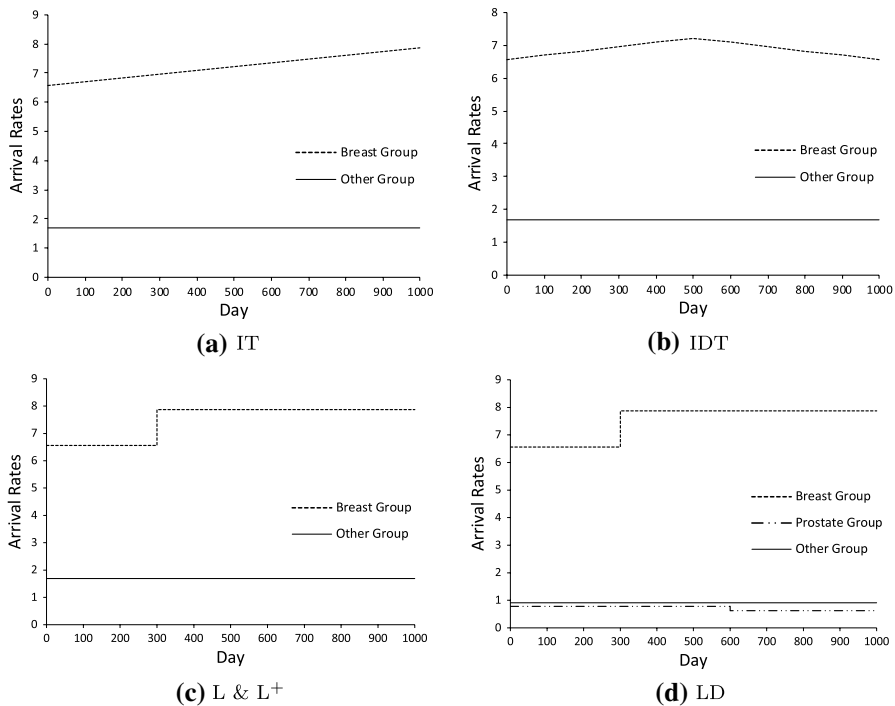 9
8
7
6
5
4
3
2
1
0
Arrival Rates
Breast Group
Other Group
0 100 200 300 400 500 600 700 800 900 1000
Day
(a) IT
8
7
6
5
4
3
2
1
0
Arrival Rates
Breast Group
Other Group
0 100 200 300 400 500 600 700 800 900 1000
Day
(b) IDT
9
8
7
6
5
4
3
2
1
0
Arrival Rates
Breast Group
Other Group
0 100 200 300 400 500 600 700 800 900 1000
Day
(c) L & L+
9
8
7
6
5
4
3
2
1
0
Arrival Rates
Breast Group
Prostate Group
Other Group
0 100 200 300 400 500 600 700 800 900 1000
Day
(d) LD